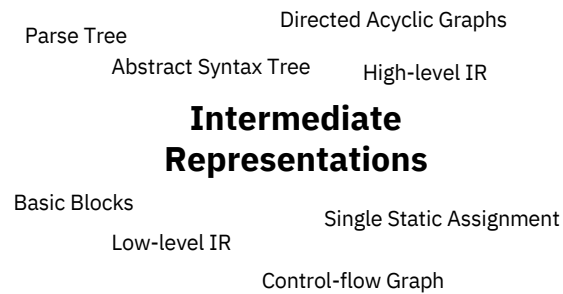 Directed Acyclic Graphs
Parse Tree
Abstract Syntax Tree
High-level IR
Intermediate
Representations
Basic Blocks
Single Static Assignment
Low-level IR
Control-flow Graph